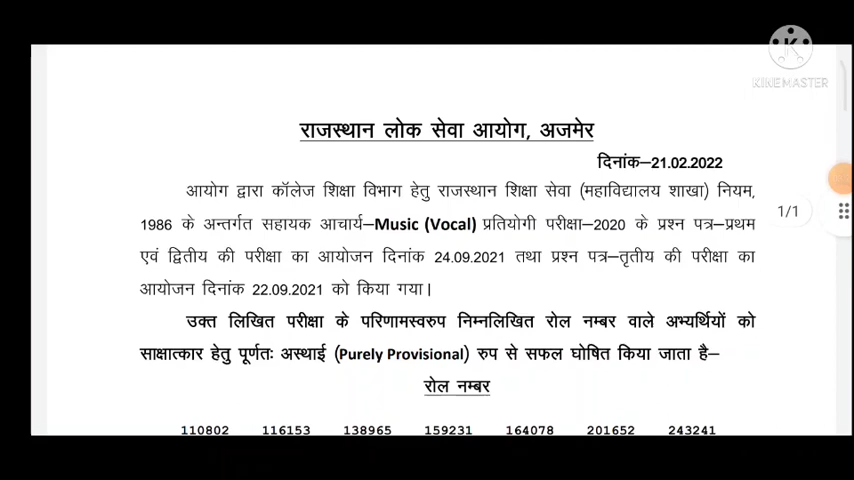 KINEMASTER
राजस्थान लोक सेवा आयोग, अजमेर
दिनांक–21.02.2022
आयोग द्वारा कॉलेज शिक्षा विभाग हेतु राजस्थान शिक्षा सेवा (महाविद्यालय शाखा) नियम,
1986 के अन्तर्गत सहायक आचार्य–Music (Vocal) प्रतियोगी परीक्षा–2020 के प्रश्न पत्र–प्रथम
एवं द्वितीय की परीक्षा का आयोजन दिनांक 24.09.2021 तथा प्रश्न पत्र–तृतीय की परीक्षा का
आयोजन दिनांक 22.09.2021 को किया गया।
उक्त लिखित परीक्षा के परिणामस्वरुप निम्नलिखित रोल नम्बर वाले अभ्यर्थियों को
साक्षात्कार हेतु पूर्णतः अस्थाई (Purely Provisional) रुप से सफल घोषित किया जाता है–
रोल नम्बर
110802 116153 138965 159231 164078 201652 243241
1/1